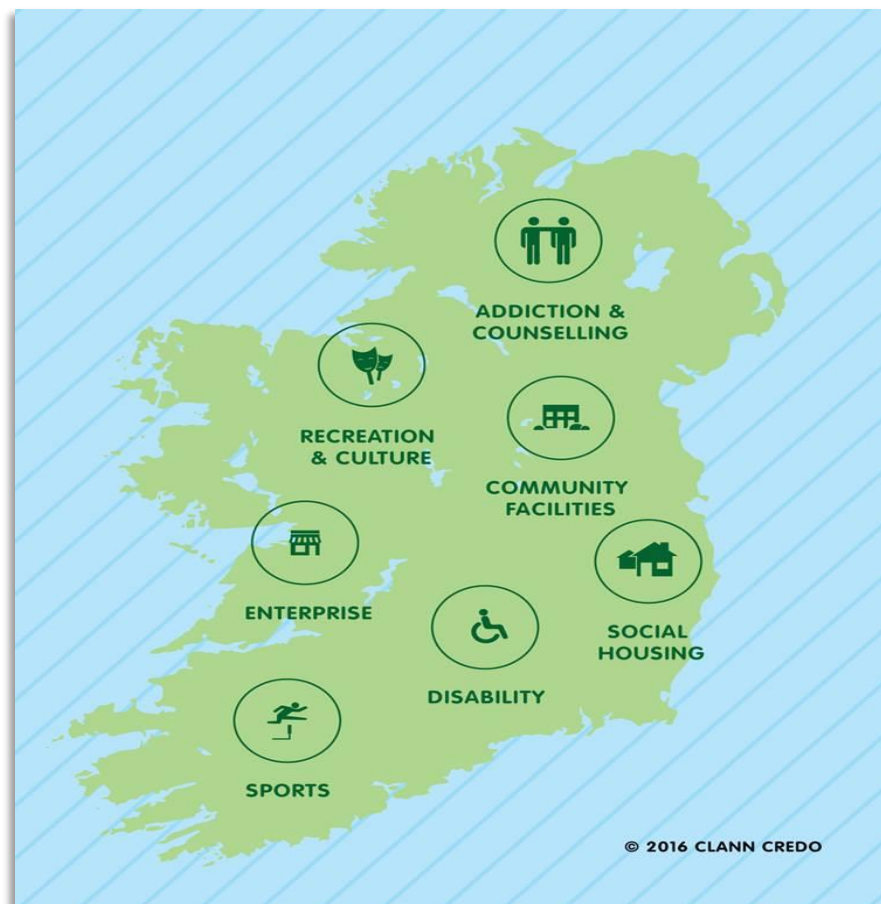 ADDICTION &
COUNSELLING
RECREATION
& CULTURE
COMMUNITY
FACILITIES
ENTERPRISE
SOCIAL
HOUSING
DISABILITY
SPORTS
© 2016 CLANN CREDO